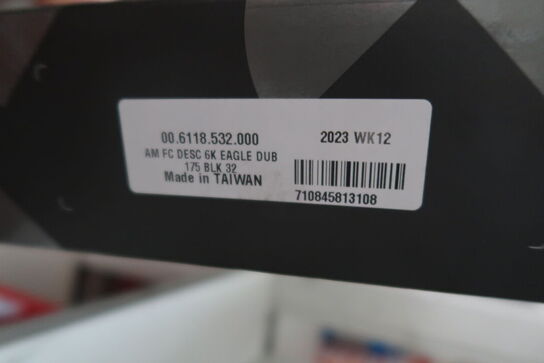 00.6118.532.000
2023 WK12
AM FC DESC 6K EAGLE DUB
175 BLK 32
Made in TAIWAN
710845813108